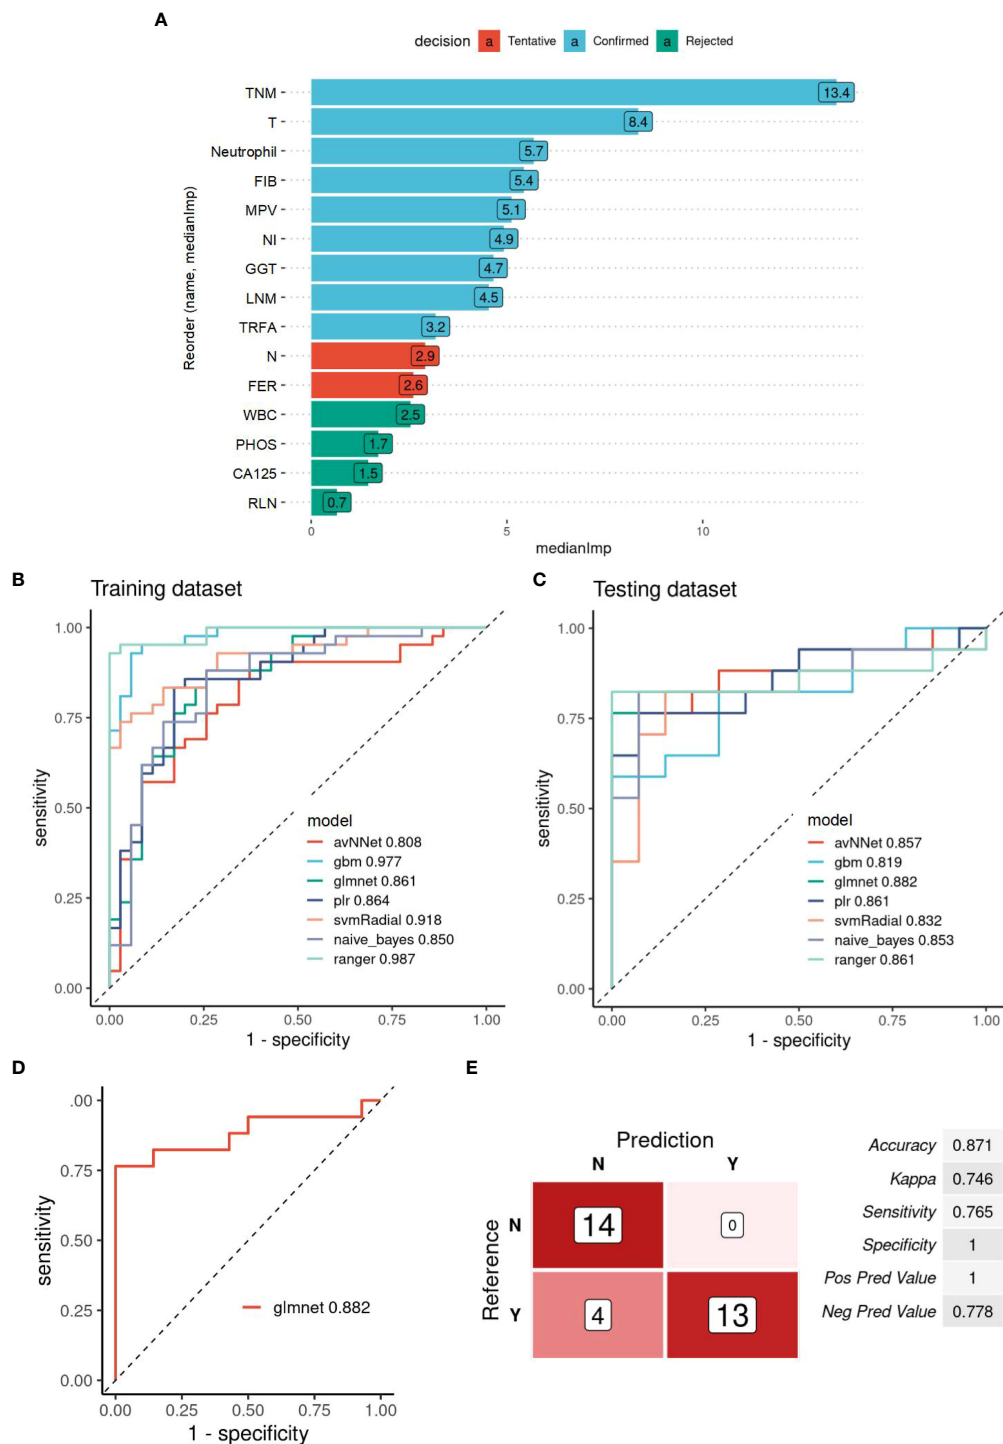 A
decision a Tentative a Confirmed a Rejected
Reorder (name, medianImp)
TNM 13.4
T 8.4
Neutrophil 5.7
FIB 5.4
MPV 5.1
NI 4.9
GGT 4.7
LNM 4.5
TRFA 3.2
N 2.9
FER 2.6
WBC 2.5
PHOS 1.7
CA125 1.5
RLN 0.7
0 5 10
medianImp
B
Training dataset
sensitivity
1.00
0.75
0.50
0.25
0.00
model
avNNet 0.808
gbm 0.977
glmnet 0.861
plr 0.864
svmRadial 0.918
naive_bayes 0.850
ranger 0.987
0.00 0.25 0.50 0.75 1.00
1 - specificity
C
Testing dataset
sensitivity
1.00
0.75
0.50
0.25
0.00
model
avNNet 0.857
gbm 0.819
glmnet 0.882
plr 0.861
svmRadial 0.832
naive_bayes 0.853
ranger 0.861
0.00 0.25 0.50 0.75 1.00
1 - specificity
D
sensitivity
.00
0.75
0.50
0.25
0.00
glmnet 0.882
0.00 0.25 0.50 0.75 1.00
1 - specificity
E
Prediction
N Y
Reference
N 14 0
Y 4 13
Accuracy 0.871
Kappa 0.746
Sensitivity 0.765
Specificity 1
Pos Pred Value 1
Neg Pred Value 0.778